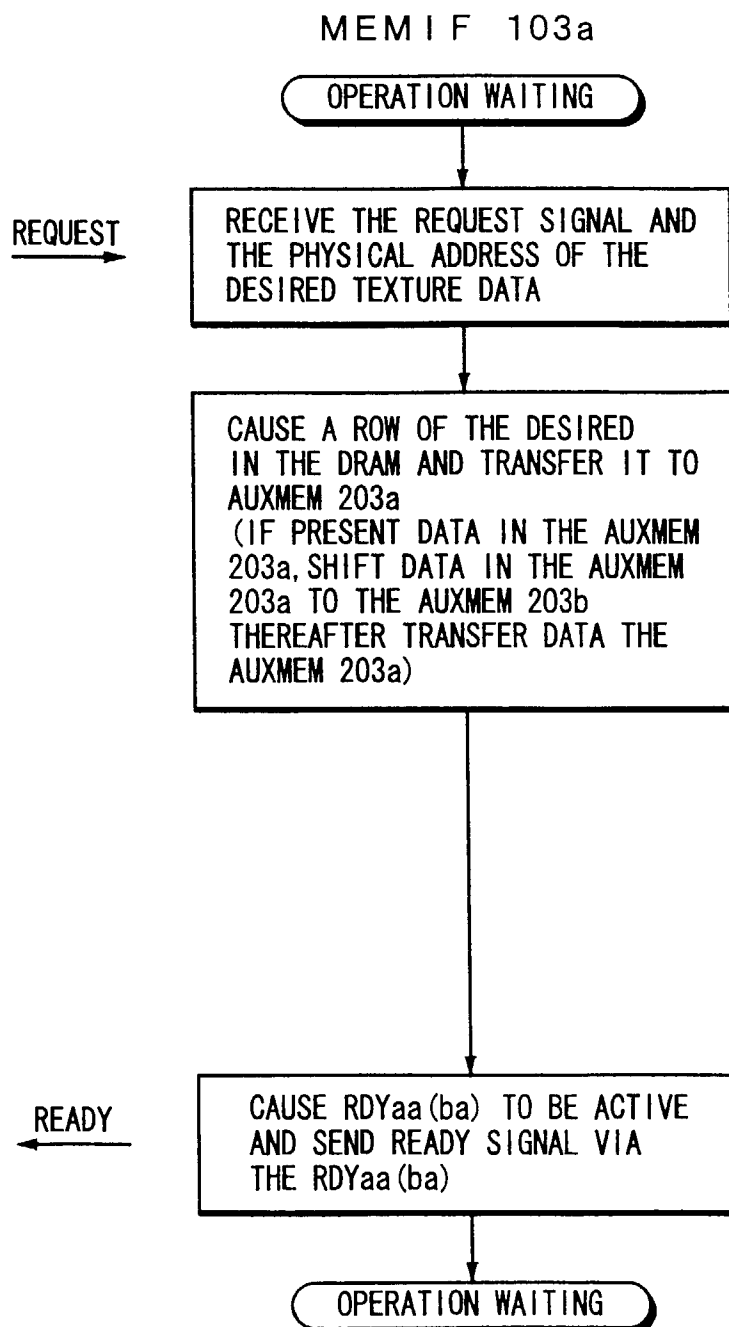 MEMIF 103a
OPERATION WAITING
REQUEST
RECEIVE THE REQUEST SIGNAL AND
THE PHYSICAL ADDRESS OF THE
DESIRED TEXTURE DATA
CAUSE A ROW OF THE DESIRED
IN THE DRAM AND TRANSFER IT TO
AUXMEM 203a
(IF PRESENT DATA IN THE AUXMEM
203a, SHIFT DATA IN THE AUXMEM
203a TO THE AUXMEM 203b
THEREAFTER TRANSFER DATA THE
AUXMEM 203a)
READY
CAUSE RDYaa(ba) TO BE ACTIVE
AND SEND READY SIGNAL VIA
THE RDYaa(ba)
OPERATION WAITING